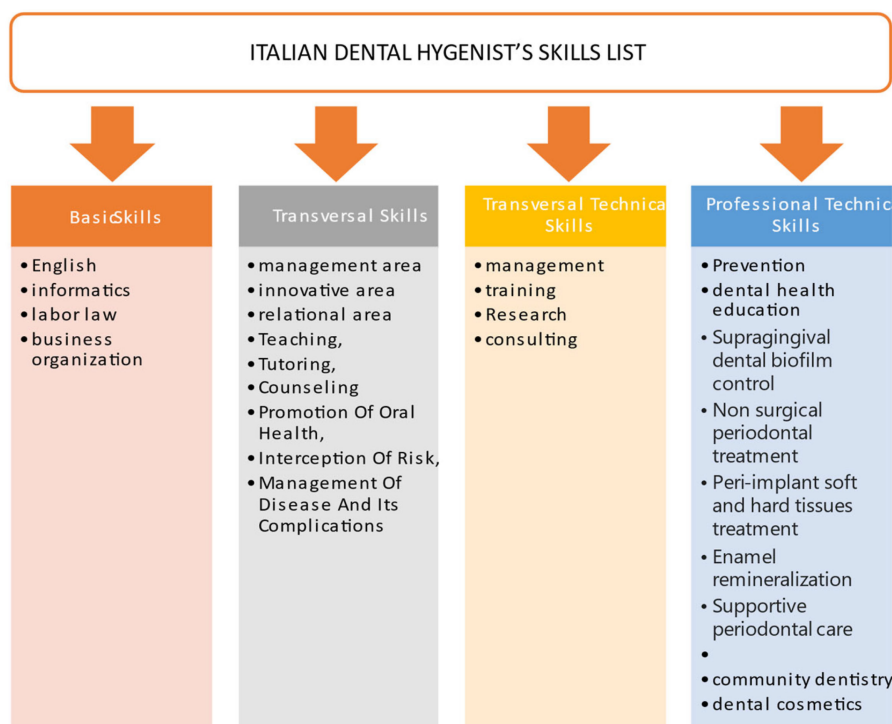 ITALIAN DENTAL HYGENIST'S SKILLS LIST
Basic Skills
• English
• informatics
• labor law
• business
organization
Transversal Skills
• management area
• innovative area
• relational area
• Teaching,
• Tutoring,
• Counseling
• Promotion Of Oral
Health,
• Interception Of Risk,
• Management Of
Disease And Its
Complications
Transversal Technica
Skills
• management
• training
• Research
• consulting
Professional Technic
Skills
• Prevention
• dental health
education
• Supragingival
dental biofilm
control
• Non surgical
periodontal
treatment
• Peri-implant soft
and hard tissues
treatment
• Enamel
remineralization
• Supportive
periodontal care
•
• community dentistry
• dental cosmetics